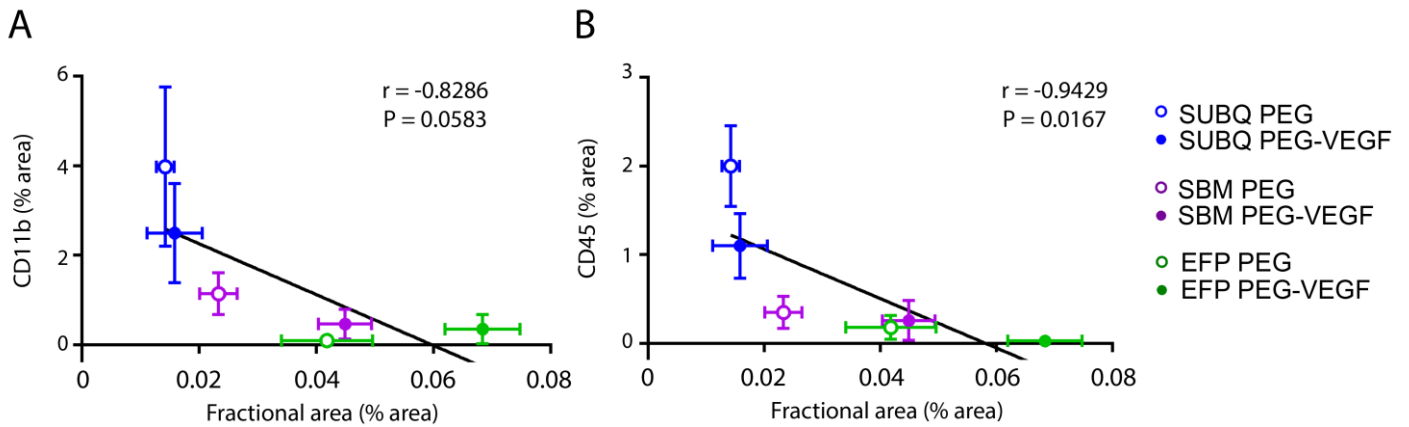 A
CD11b (% area)
6
4
2
0
r = -0.8286
P = 0.0583
0
0.02
0.04
0.06
0.08
Fractional area (% area)
B
CD45 (% area)
3
2
1
0
r = -0.9429
P = 0.0167
0
0.02
0.04
0.06
0.08
Fractional area (% area)
SUBQ PEG
SUBQ PEG-VEGF
SBM PEG
SBM PEG-VEGF
EFP PEG
EFP PEG-VEGF